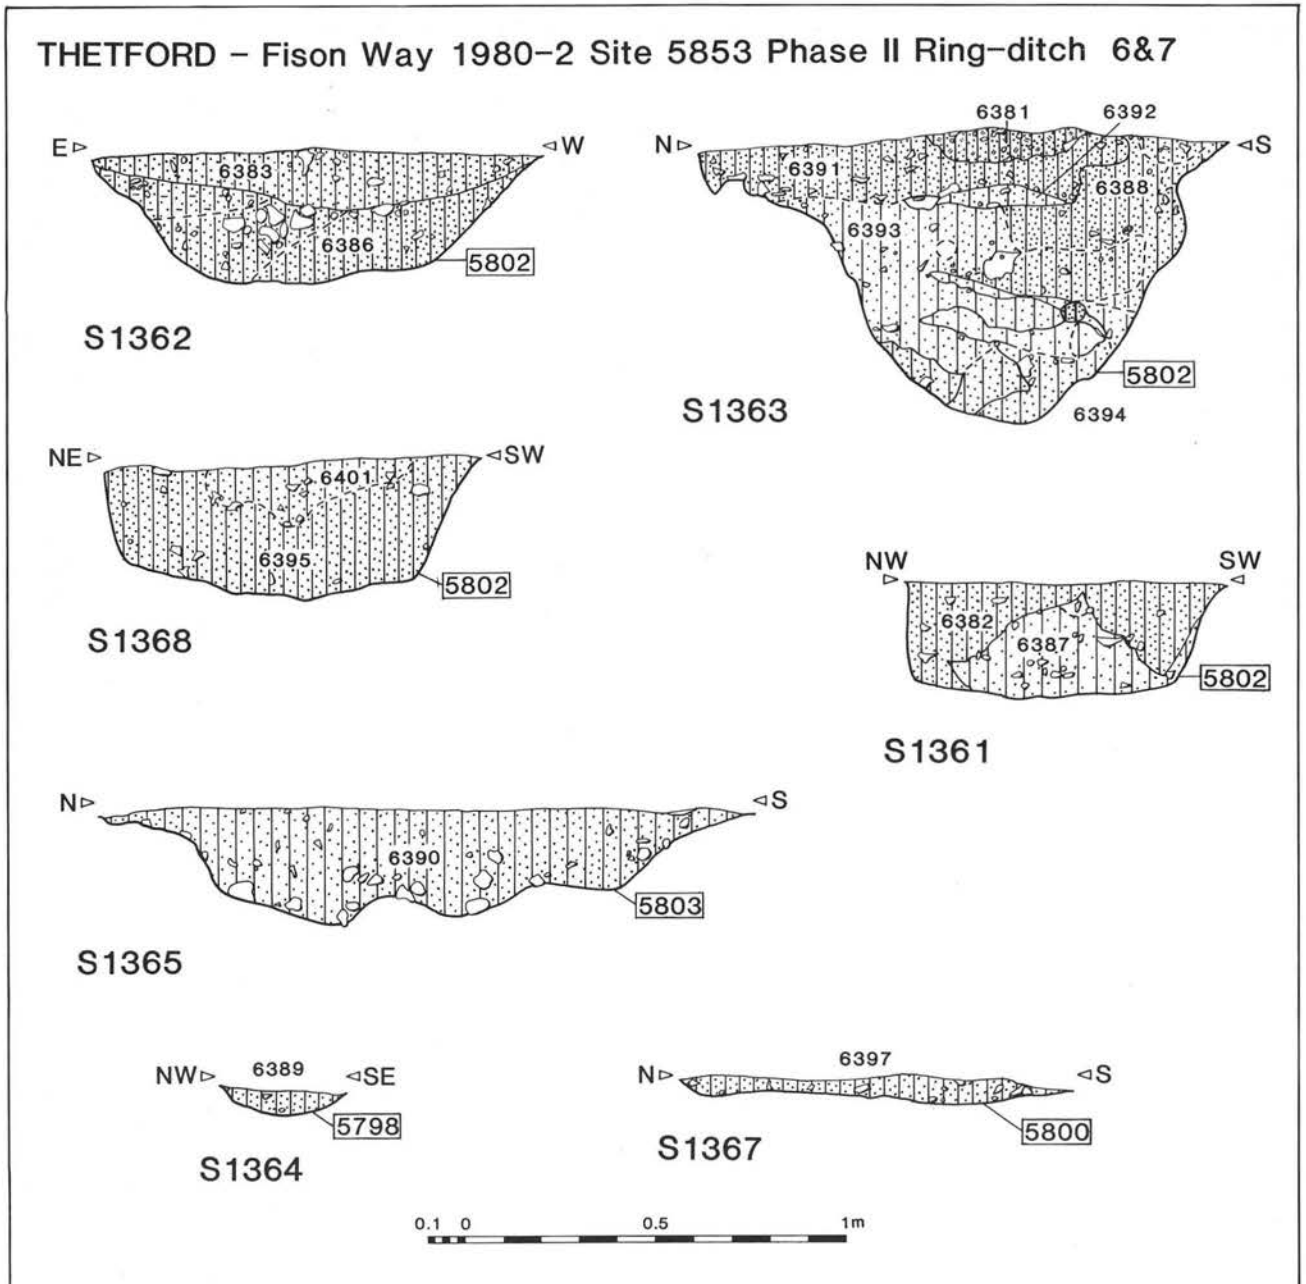 THETFORD – Fison Way 1980–2 Site 5853 Phase II Ring-ditch 6&7
E W
6383
6386
5802
S1362
6381 6392
N S
6391
6388
6393
5802
6394
S1363
NE SW
6401
6395
5802
S1368
NW SW
6382
6387
5802
S1361
N S
6390
5803
S1365
6389
NW SE
5798
S1364
6397
N S
5800
S1367
0.1 0 0.5 1m